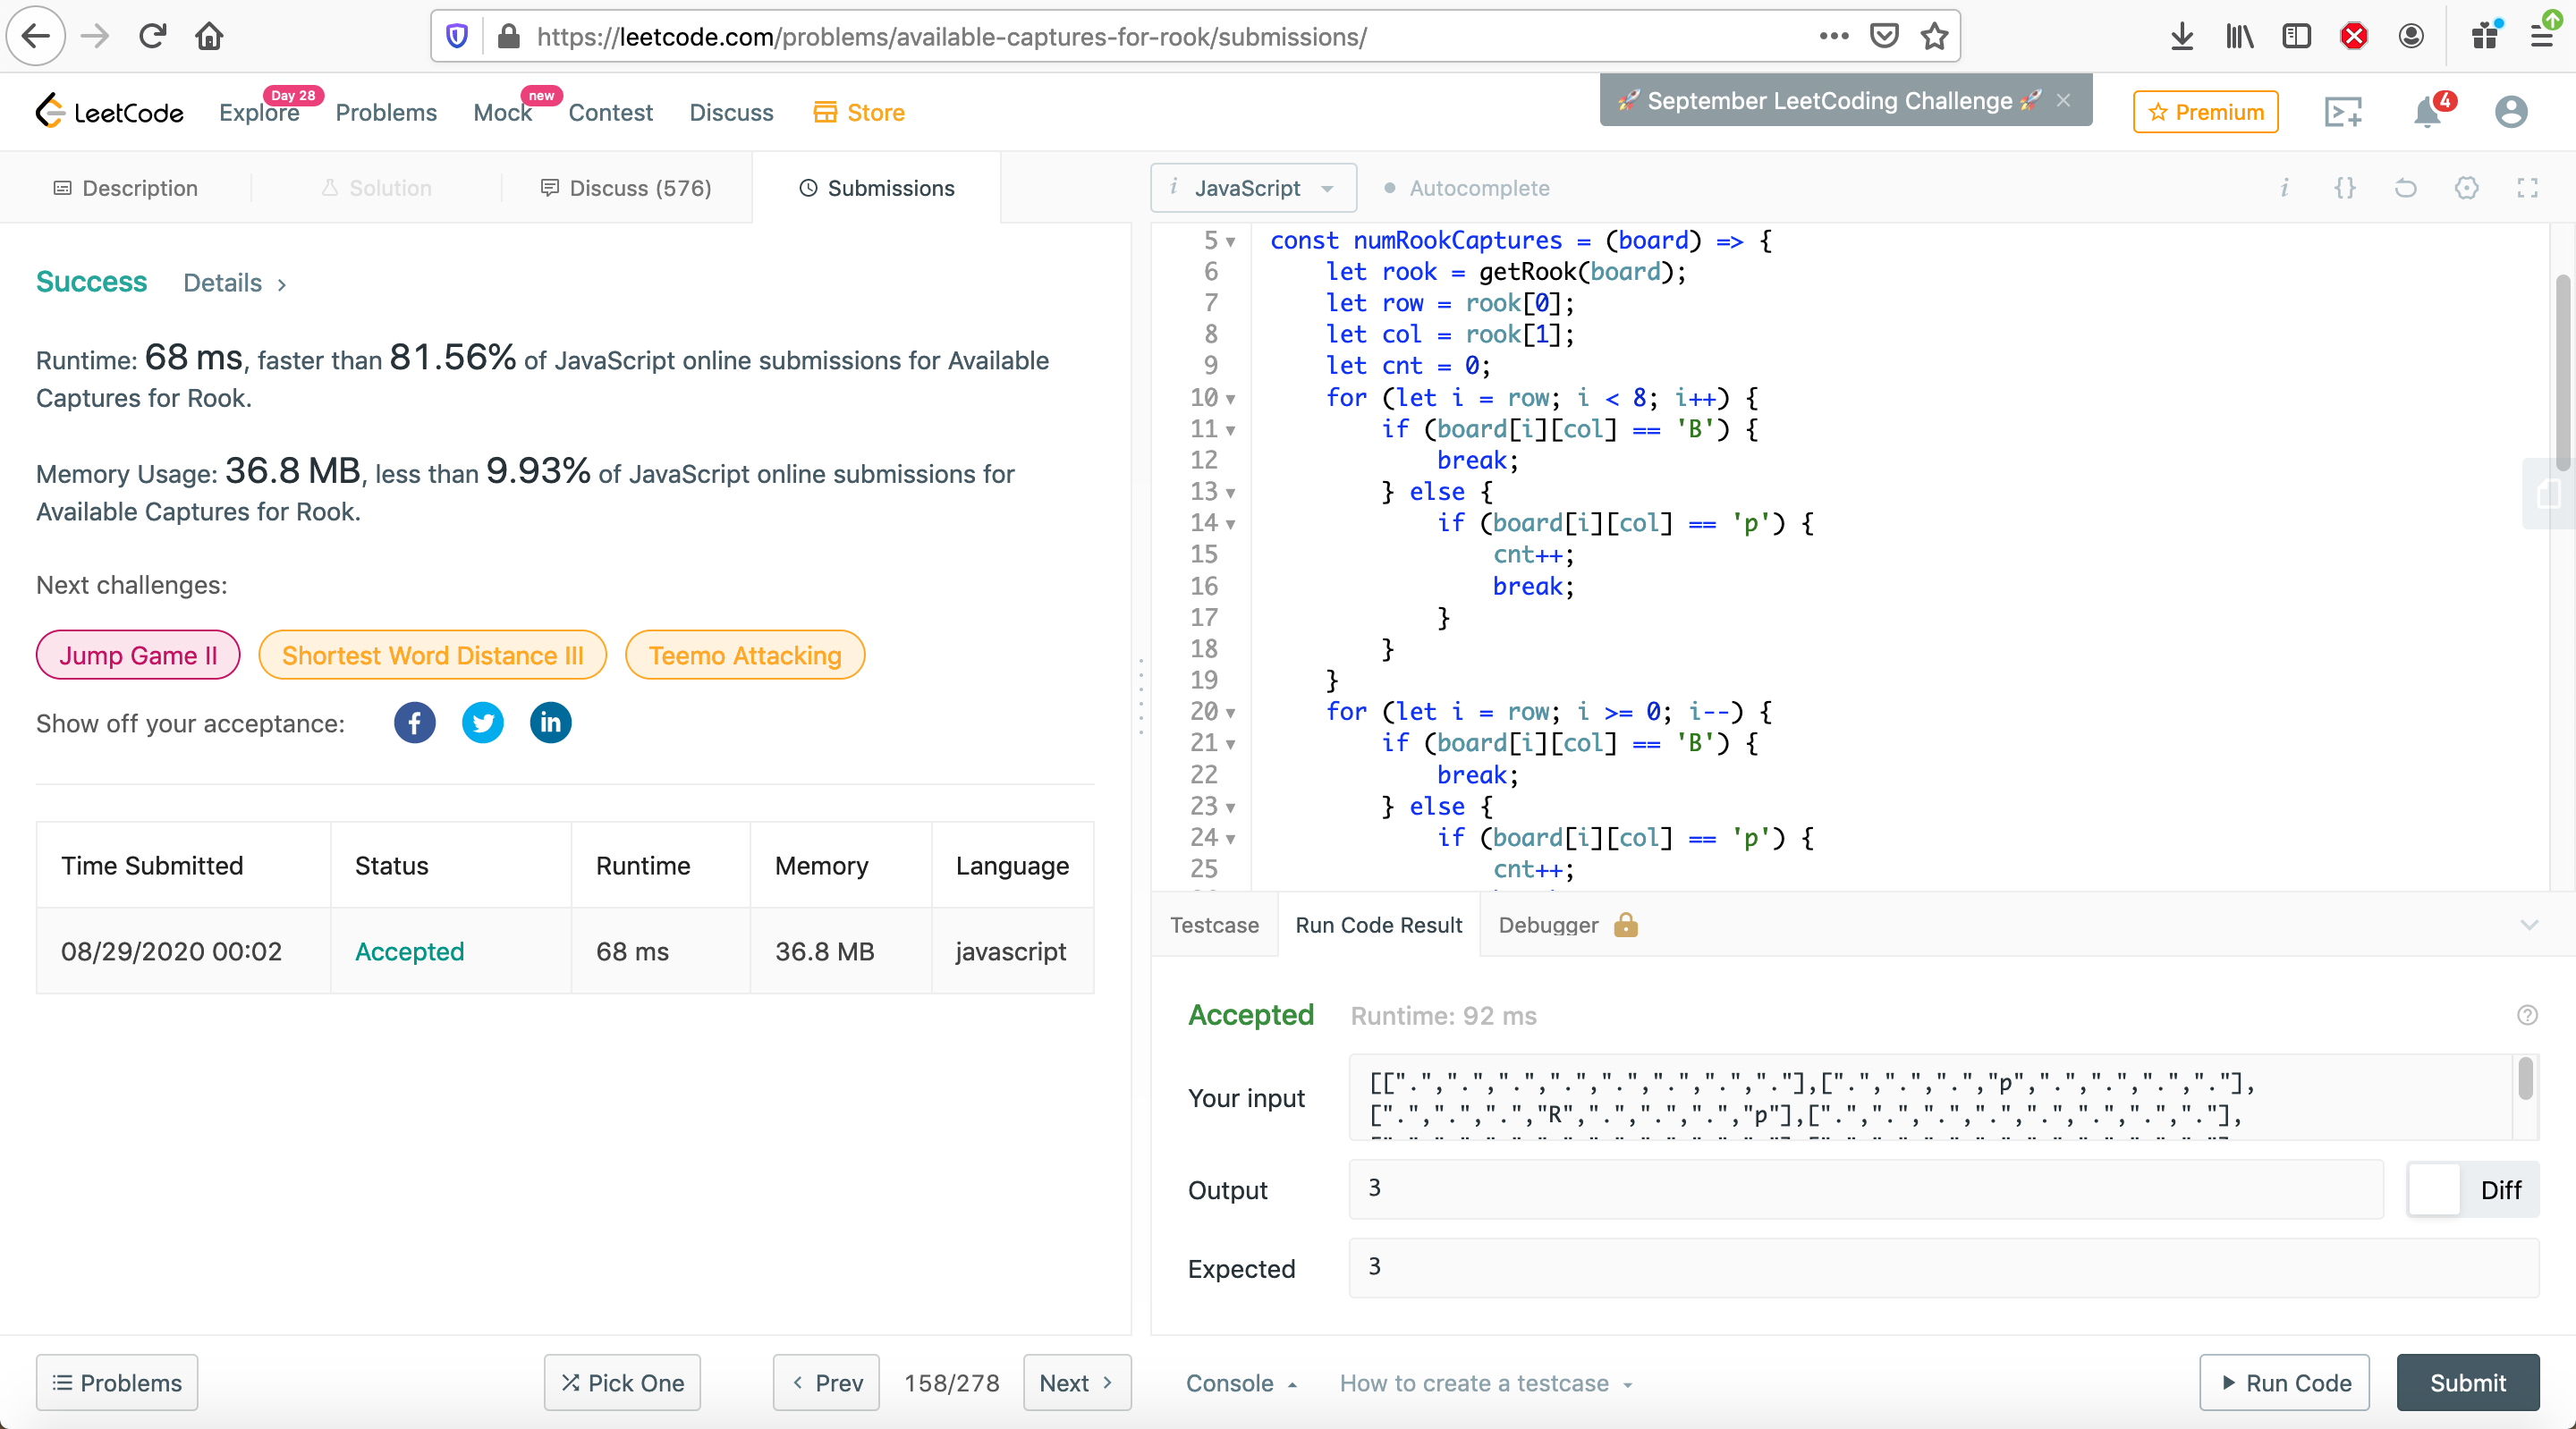 https://leetcode.com/problems/available-captures-for-rook/submissions/
LeetCode
Explore
Day 28
Problems
Mock
new
Contest
Discuss
Store
🚀 September LeetCoding Challenge 🚀 ×
Premium
4
Description
Solution
Discuss (576)
Submissions
i JavaScript
Autocomplete
i {}
Success Details >
Runtime: 68 ms, faster than 81.56% of JavaScript online submissions for Available
Captures for Rook.
Memory Usage: 36.8 MB, less than 9.93% of JavaScript online submissions for
Available Captures for Rook.
Next challenges:
Jump Game II
Shortest Word Distance III
Teemo Attacking
Show off your acceptance:
f in
Time Submitted Status Runtime Memory Language
08/29/2020 00:02 Accepted 68 ms 36.8 MB javascript
5 const numRookCaptures = (board) => {
6     let rook = getRook(board);
7     let row = rook[0];
8     let col = rook[1];
9     let cnt = 0;
10     for (let i = row; i < 8; i++) {
11         if (board[i][col] == 'B') {
12             break;
13         } else {
14             if (board[i][col] == 'p') {
15                 cnt++;
16                 break;
17             }
18         }
19     }
20     for (let i = row; i >= 0; i--) {
21         if (board[i][col] == 'B') {
22             break;
23         } else {
24             if (board[i][col] == 'p') {
25                 cnt++;
Testcase
Run Code Result
Debugger
Accepted Runtime: 92 ms
Your input
[[".",".",".",".",".",".",".","."],[".",".",".","p",".",".",".","."],
[".",".",".","R",".",".",".","p"],[".",".",".",".",".",".",".","."],
Output 3
Diff
Expected 3
Problems
Pick One
< Prev
158/278
Next >
Console
How to create a testcase
Run Code
Submit